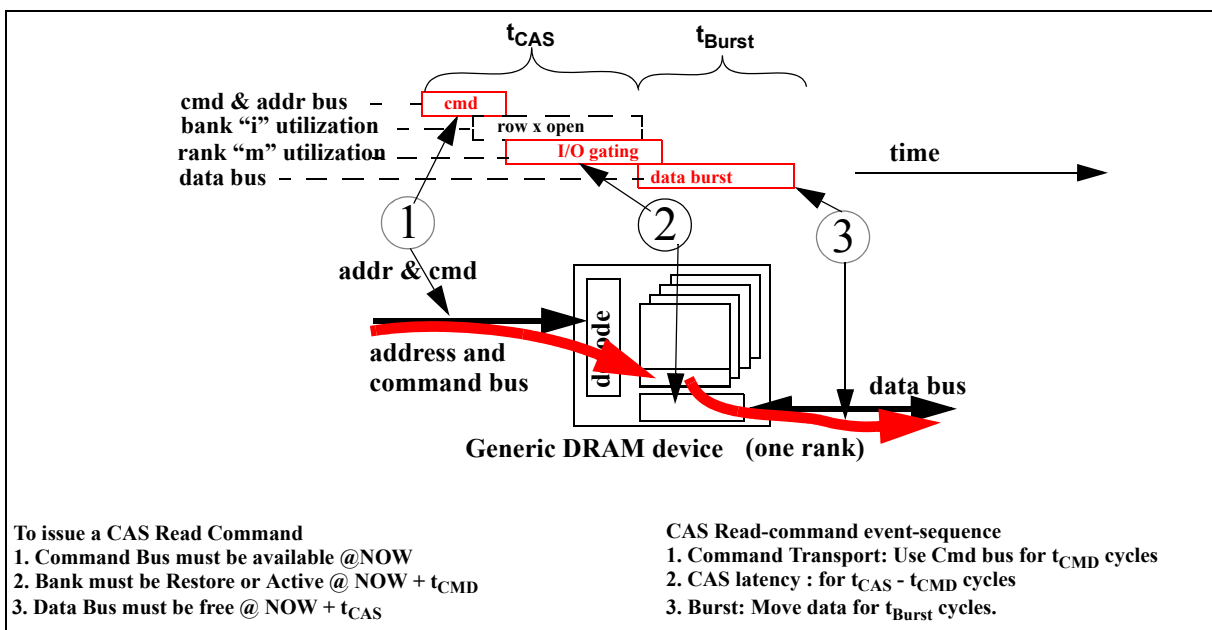 tCAS tBurst
cmd & addr bus
cmd
bank “i” utilization
row x open
rank “m” utilization
I/O gating
data bus
data burst
time
1
2
3
addr & cmd
address and
command bus
data bus
Generic DRAM device (one rank)
To issue a CAS Read Command
1. Command Bus must be available @NOW
2. Bank must be Restore or Active @ NOW + tCMD
3. Data Bus must be free @ NOW + tCAS
CAS Read-command event-sequence
1. Command Transport: Use Cmd bus for tCMD cycles
2. CAS latency : for tCAS - tCMD cycles
3. Burst: Move data for tBurst cycles.